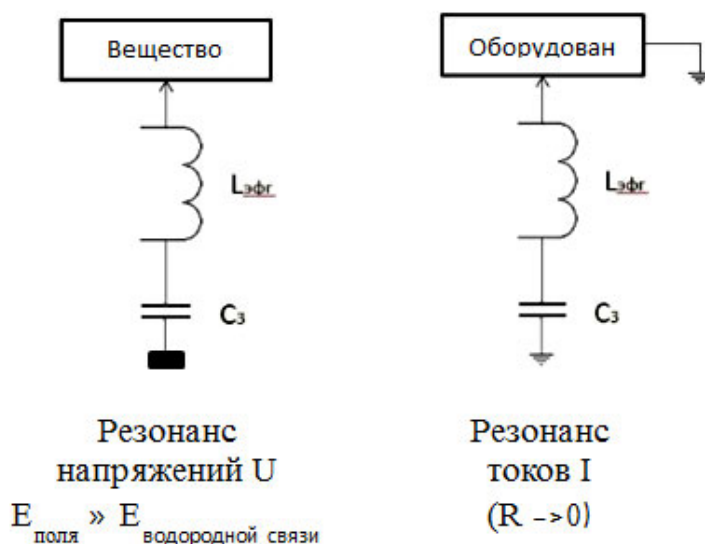 Вещество
Оборудован
Lэфг
Lэфг
Cз
Cз
Резонанс
напряжений U
Eполя » Eводородной связи
Резонанс
токов I
(R –>0)